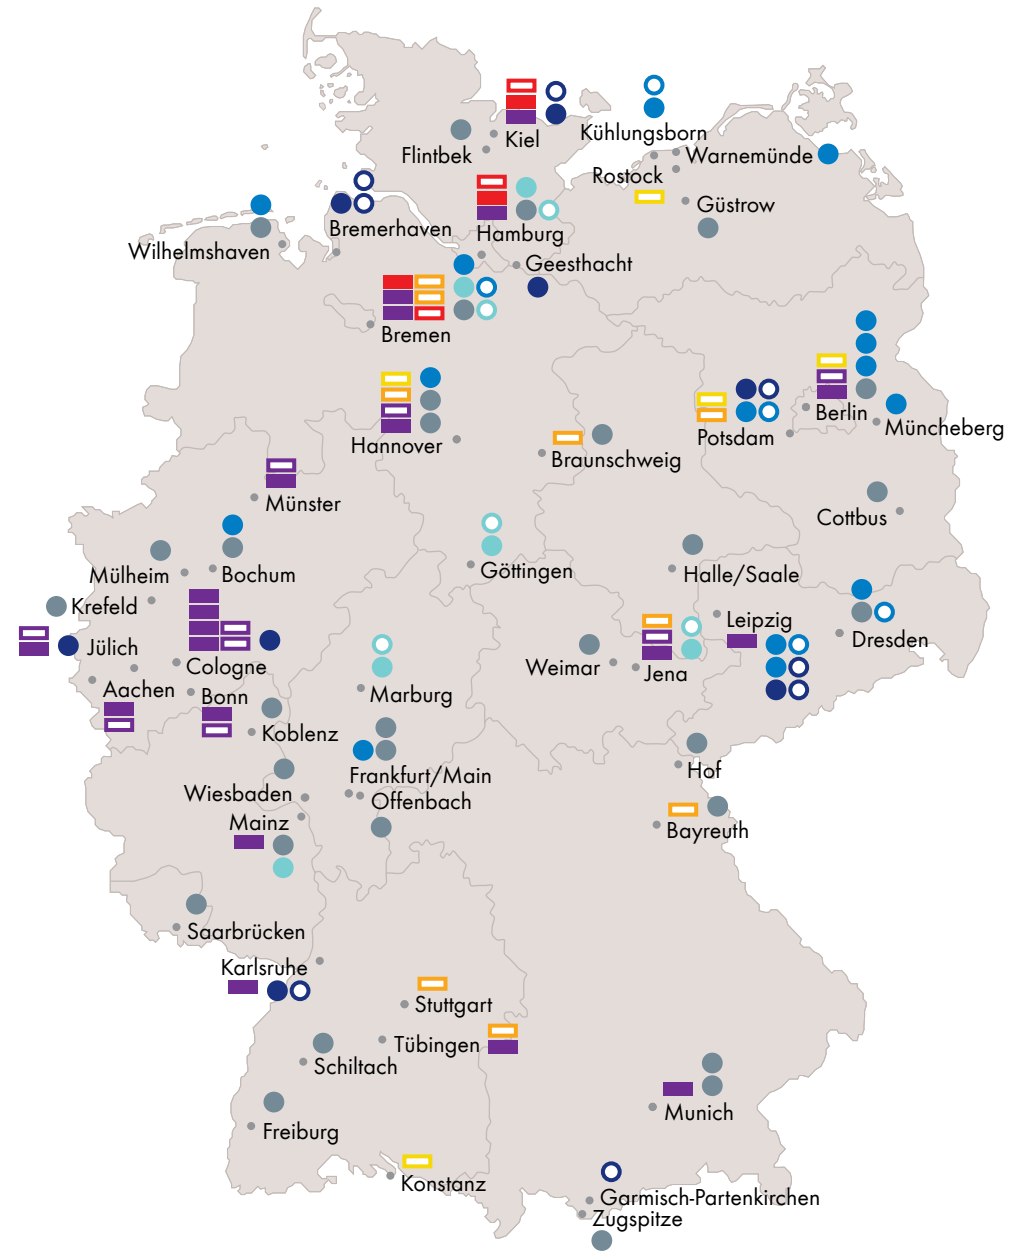 Kühlungsborn
Kiel
Flintbek
Warnemünde
Rostock
Güstrow
Bremerhaven
Hamburg
Wilhelmshaven
Geesthacht
Bremen
Berlin
Müncheberg
Potsdam
Hannover
Braunschweig
Münster
Cottbus
Mülheim
Bochum
Göttingen
Halle/Saale
Krefeld
Leipzig
Jülich
Dresden
Cologne
Weimar
Jena
Aachen
Bonn
Marburg
Koblenz
Hof
Frankfurt/Main
Wiesbaden
Offenbach
Mainz
Bayreuth
Saarbrücken
Karlsruhe
Stuttgart
Tübingen
Schiltach
Munich
Freiburg
Konstanz
Garmisch-Partenkirchen
Zugspitze